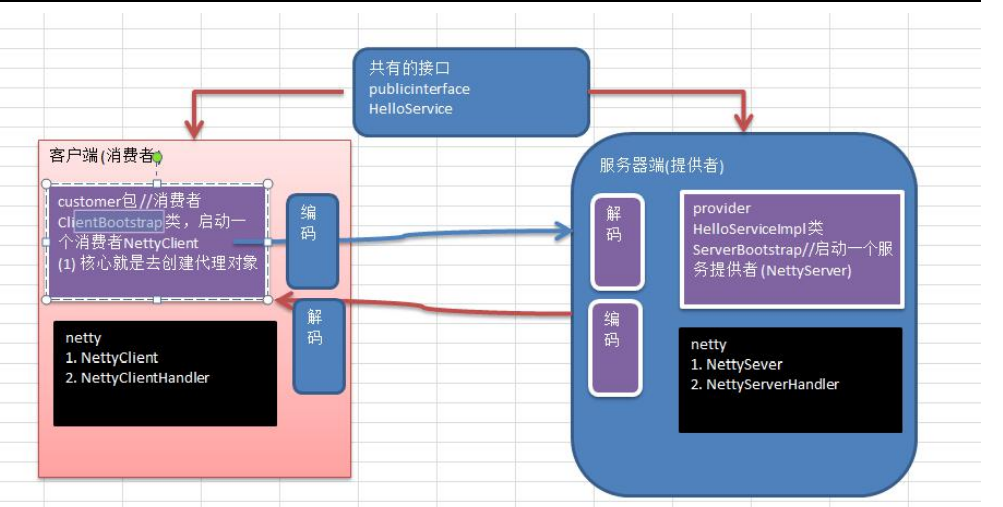 共有的接口
publicinterface
HelloService
客户端(消费者)
customer包//消费者
ClientBootstrap类，启动一
个消费者NettyClient
(1) 核心就是去创建代理对象
编
码
解
码
netty
1. NettyClient
2. NettyClientHandler
服务器端(提供者)
解
码
编
码
provider
HelloServiceImpl类
ServerBootstrap//启动一个服
务提供者 (NettyServer)
netty
1. NettySever
2. NettyServerHandler